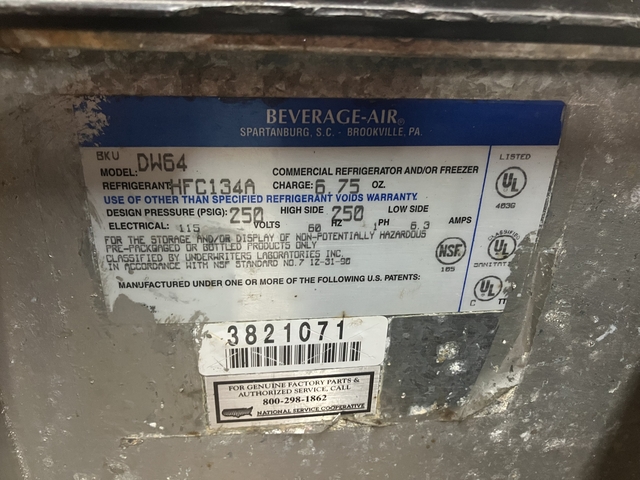 BEVERAGE-AIR®
SPARTANBURG, S.C. - BROOKVILLE, PA.
BKU
MODEL: DW64 COMMERCIAL REFRIGERATOR AND/OR FREEZER
REFRIGERANT HFC134A CHARGE: 6.75 OZ.
USE OF OTHER THAN SPECIFIED REFRIGERANT VOIDS WARRANTY.
DESIGN PRESSURE (PSIG): 250 HIGH SIDE 250 LOW SIDE
ELECTRICAL: 115 VOLTS 60 HZ 1 PH 6.3 AMPS
FOR THE STORAGE AND/OR DISPLAY OF NON-POTENTIALLY HAZARDOUS
PRE-PACKAGED OR BOTTLED PRODUCTS ONLY
CLASSIFIED BY UNDERWRITERS LABORATORIES INC.
IN ACCORDANCE WITH NSF STANDARD NO.7 12-31-90
MANUFACTURED UNDER ONE OR MORE OF THE FOLLOWING U.S. PATENTS:
LISTED
UL
403G
NSF
185
CLASSIFIED
UL
SANITAT
UL
C
3821071
FOR GENUINE FACTORY PARTS &
AUTHORIZED SERVICE, CALL
800-298-1862
NATIONAL SERVICE COOPERATIVE